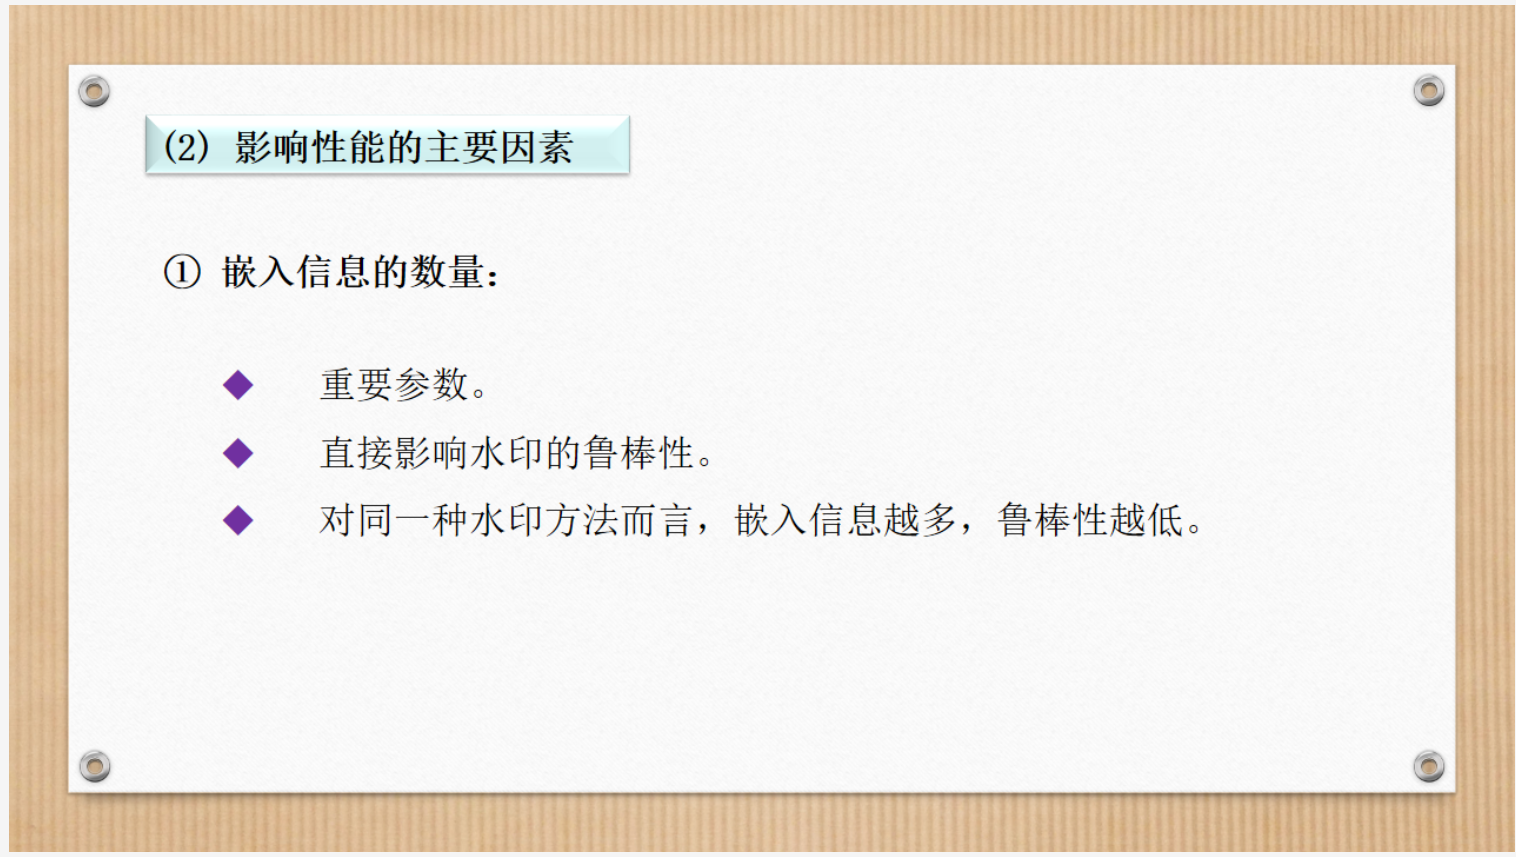 (2) 影响性能的主要因素
① 嵌入信息的数量：
◆ 重要参数。
◆ 直接影响水印的鲁棒性。
◆ 对同一种水印方法而言，嵌入信息越多，鲁棒性越低。